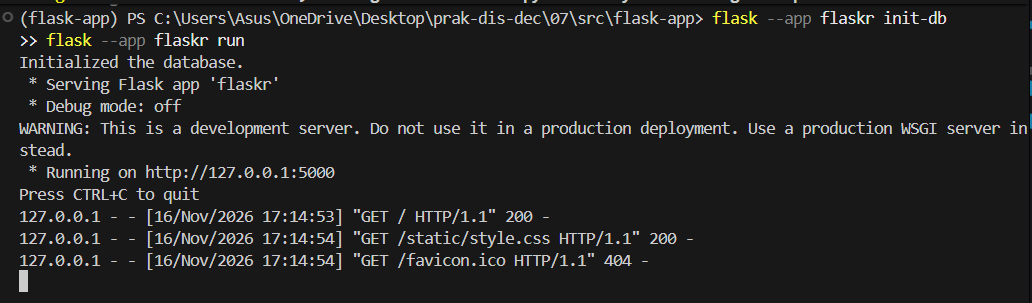 (flask-app) PS C:\Users\Asus\OneDrive\Desktop\prak-dis-dec\07\src\flask-app> flask --app flaskr init-db
>> flask --app flaskr run
Initialized the database.
 * Serving Flask app 'flaskr'
 * Debug mode: off
WARNING: This is a development server. Do not use it in a production deployment. Use a production WSGI server in
stead.
 * Running on http://127.0.0.1:5000
Press CTRL+C to quit
127.0.0.1 - - [16/Nov/2026 17:14:53] "GET / HTTP/1.1" 200 -
127.0.0.1 - - [16/Nov/2026 17:14:54] "GET /static/style.css HTTP/1.1" 200 -
127.0.0.1 - - [16/Nov/2026 17:14:54] "GET /favicon.ico HTTP/1.1" 404 -